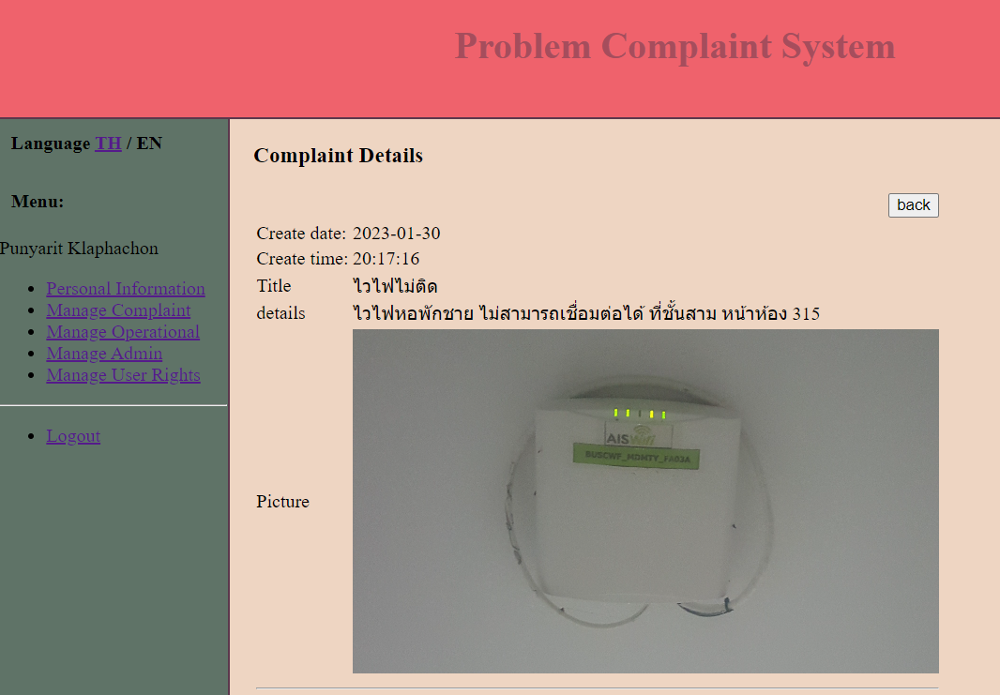 Problem Complaint System
Language TH / EN
Menu:
Punyarit Klaphachon
Personal Information
Manage Complaint
Manage Operational
Manage Admin
Manage User Rights
Logout
Complaint Details
back
Create date: 2023-01-30
Create time: 20:17:16
Title ไวไฟไม่ติด
details ไวไฟหอพักชาย ไม่สามารถเชื่อมต่อได้ ที่ชั้นสาม หน้าห้อง 315
Picture
AIS Wifi